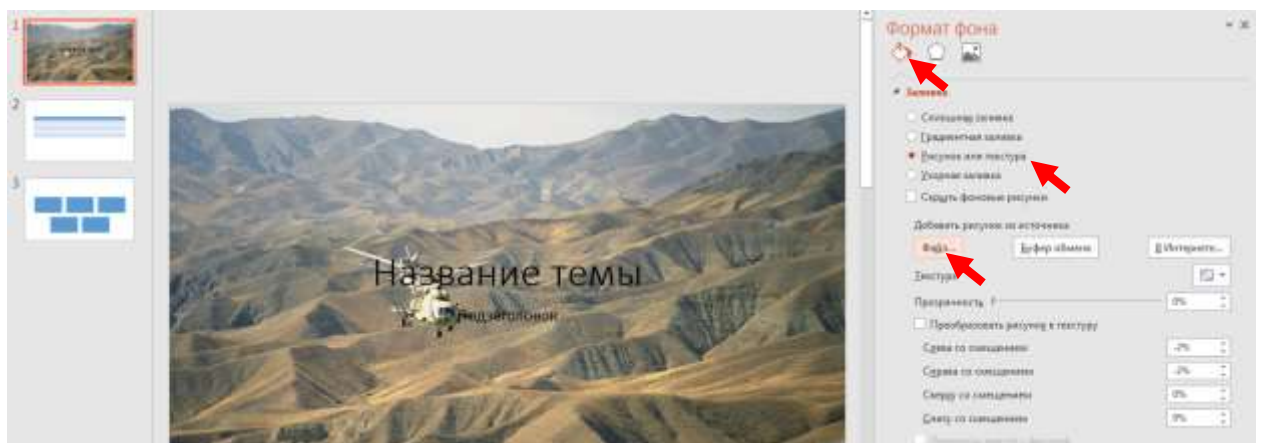 1
Формат фона
Заливка
Сплошная заливка
Градиентная заливка
Рисунок или текстура
2
Узорная заливка
Скрыть фоновые рисунки
3
Добавить рисунок из источника
Файл...
Буфер обмена
В Интернете...
Название темы
Подзаголовок
Текстура
Прозрачность
0%
Преобразовать рисунок в текстуру
Слева со смещением
-2%
Справа со смещением
-2%
Сверху со смещением
0%
Снизу со смещением
0%